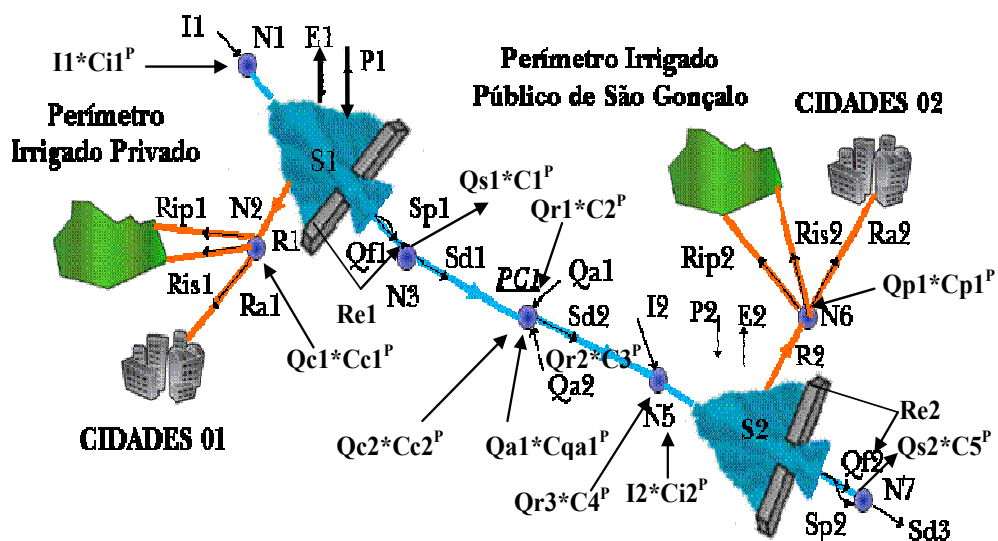 I1
N1
E1
P1
I1*Ci1ᴾ
Perímetro
Irrigado Privado
Perímetro Irrigado
Público de São Gonçalo
CIDADES 02
S1
Qs1*C1ᴾ
Qr1*C2ᴾ
Rip1
N2
R1
Ris1
Ra1
Sp1
Qf1
N3
Sd1
Re1
PC1
Qa1
Sd2
Qr2*C3ᴾ
Qa2
I2
P2
E2
Rip2
Ris2
Ra2
Qp1*Cp1ᴾ
N6
R2
Qc1*Cc1ᴾ
CIDADES 01
Qc2*Cc2ᴾ
Qa1*Cqa1ᴾ
N5
Qr3*C4ᴾ
I2*Ci2ᴾ
S2
Re2
Qs2*C5ᴾ
Qf2
N7
Sp2
Sd3